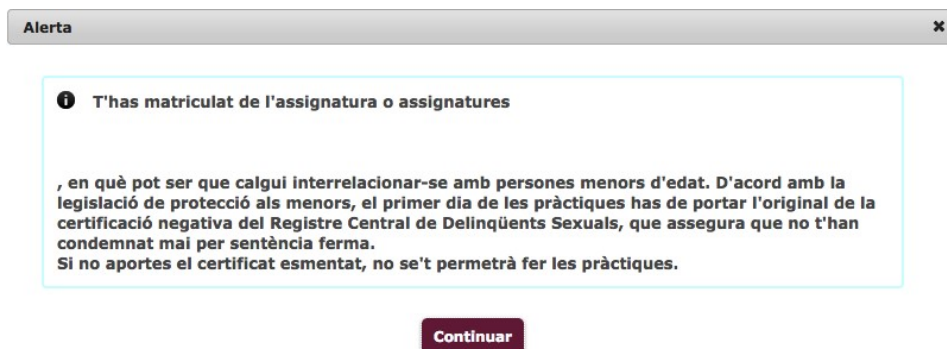 Alerta
T'has matriculat de l'assignatura o assignatures
, en què pot ser que calgui interrelacionar-se amb persones menors d'edat. D'acord amb la
legislació de protecció als menors, el primer dia de les pràctiques has de portar l'original de la
certificació negativa del Registre Central de Delinqüents Sexuals, que assegura que no t'han
condemnat mai per sentència ferma.
Si no aportes el certificat esmentat, no se't permetrà fer les pràctiques.
Continuar